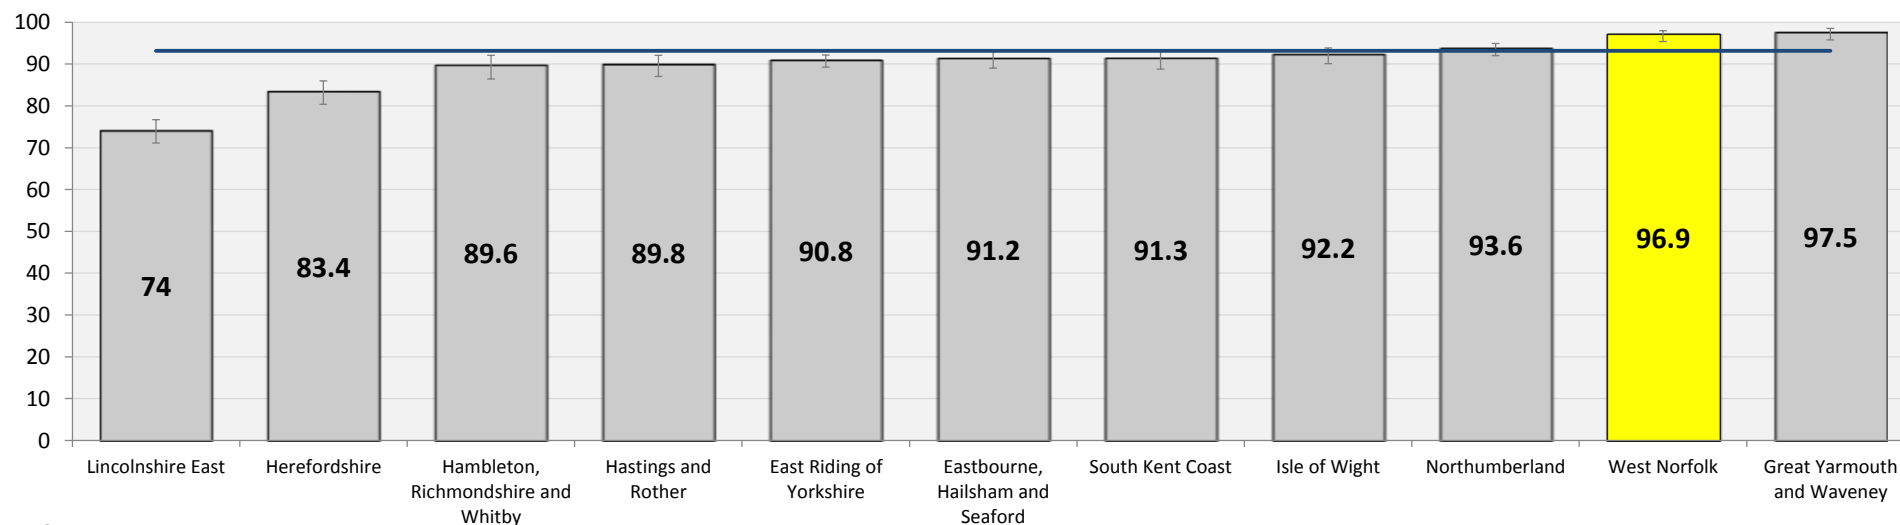 100
90
80
70
60
50
40
30
20
10
0
74
83.4
89.6
89.8
90.8
91.2
91.3
92.2
93.6
96.9
97.5
Lincolnshire East
Herefordshire
Hambleton,
Richmondshire and
Whitby
Hastings and
Rother
East Riding of
Yorkshire
Eastbourne,
Hailsham and
Seaford
South Kent Coast
Isle of Wight
Northumberland
West Norfolk
Great Yarmouth
and Waveney